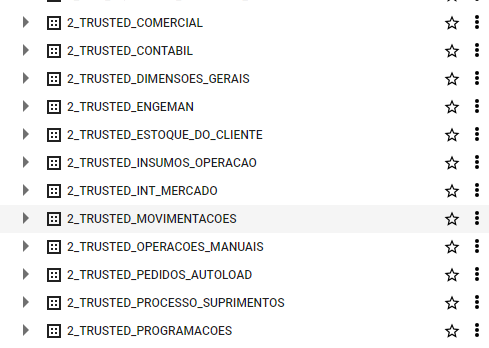 2_TRUSTED_COMERCIAL
2_TRUSTED_CONTABIL
2_TRUSTED_DIMENSOES_GERAIS
2_TRUSTED_ENGEMAN
2_TRUSTED_ESTOQUE_DO_CLIENTE
2_TRUSTED_INSUMOS_OPERACAO
2_TRUSTED_INT_MERCADO
2_TRUSTED_MOVIMENTACOES
2_TRUSTED_OPERACOES_MANUAIS
2_TRUSTED_PEDIDOS_AUTOLOAD
2_TRUSTED_PROCESSO_SUPRIMENTOS
2_TRUSTED_PROGRAMACOES